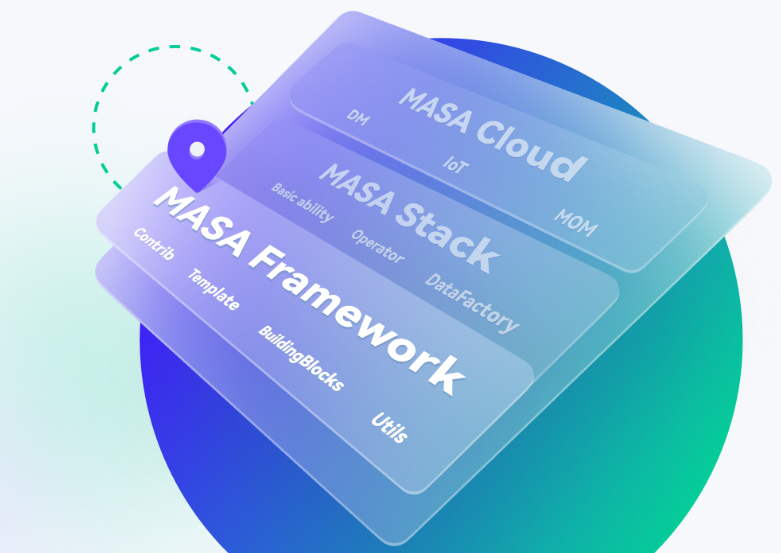 MASA Cloud
DM
IoT
MOM
MASA Stack
Basic ability
Operator
DataFactory
MASA Framework
Contrib
Template
BuildingBlocks
Utils